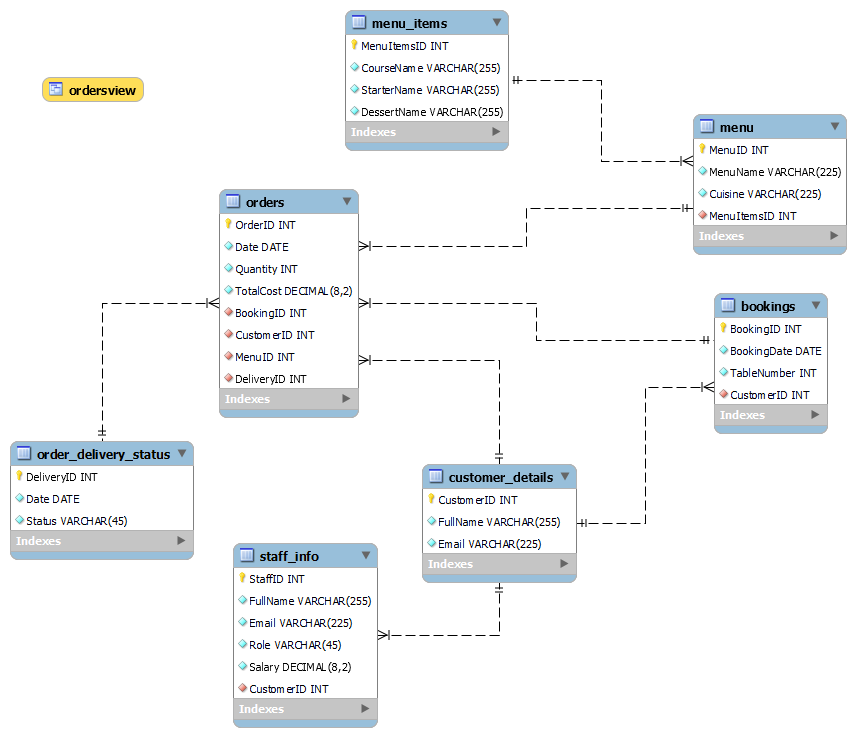 menu_items
MenuItemsID INT
CourseName VARCHAR(255)
StarterName VARCHAR(255)
DessertName VARCHAR(255)
Indexes
ordersview
menu
MenuID INT
MenuName VARCHAR(225)
Cuisine VARCHAR(225)
MenuItemsID INT
Indexes
orders
OrderID INT
Date DATE
Quantity INT
TotalCost DECIMAL(8,2)
BookingID INT
CustomerID INT
MenuID INT
DeliveryID INT
Indexes
bookings
BookingID INT
BookingDate DATE
TableNumber INT
CustomerID INT
Indexes
order_delivery_status
DeliveryID INT
Date DATE
Status VARCHAR(45)
Indexes
customer_details
CustomerID INT
FullName VARCHAR(255)
Email VARCHAR(225)
Indexes
staff_info
StaffID INT
FullName VARCHAR(255)
Email VARCHAR(225)
Role VARCHAR(45)
Salary DECIMAL(8,2)
CustomerID INT
Indexes